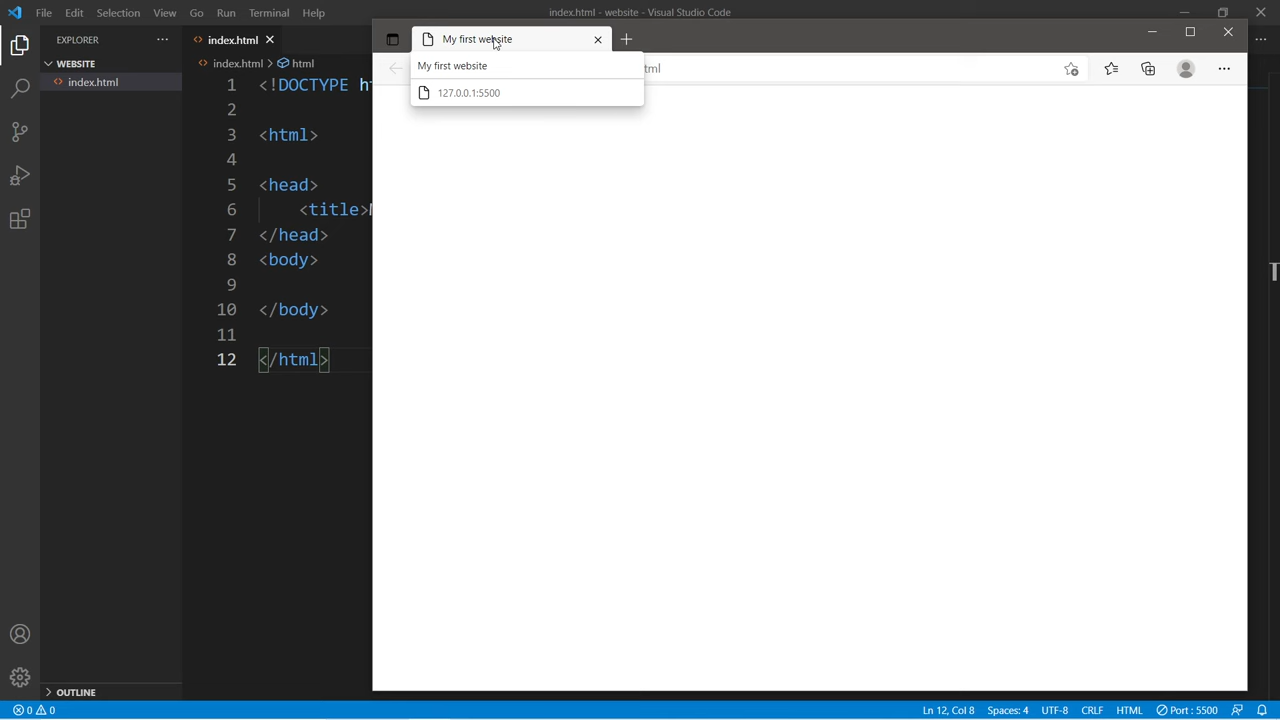 File Edit Selection View Go Run Terminal Help
index.html - website - Visual Studio Code
EXPLORER
WEBSITE
index.html
index.html
index.html > html
1 <!DOCTYPE h
2
3 <html>
4
5 <head>
6 <title>
7 </head>
8 <body>
9
10 </body>
11
12 </html>
My first website
My first website
127.0.0.1:5500
tml
OUTLINE
0 0
Ln 12, Col 8 Spaces: 4 UTF-8 CRLF HTML Port : 5500